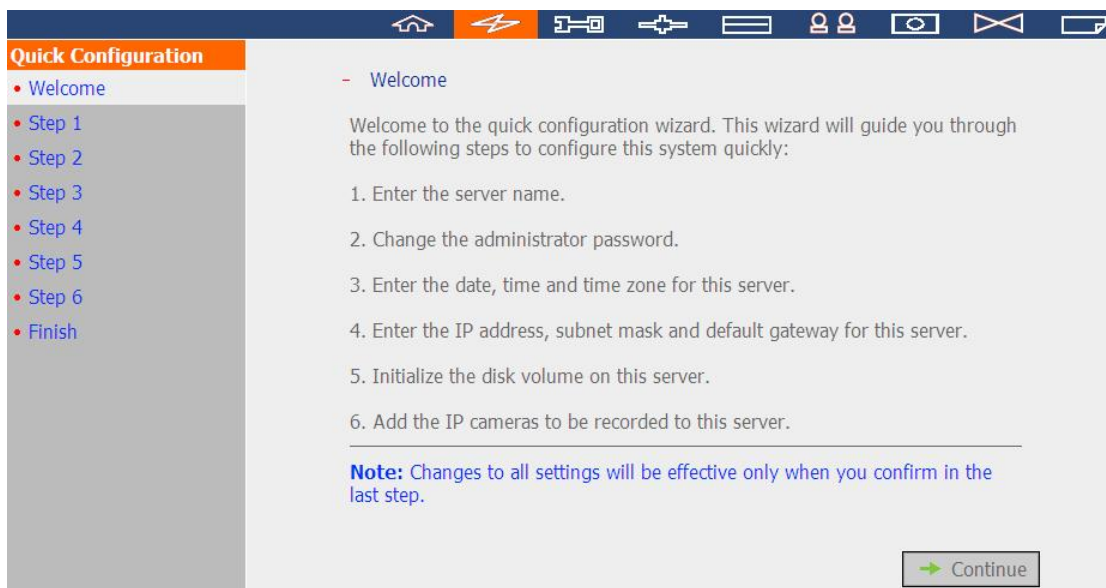 Quick Configuration
• Welcome
• Step 1
• Step 2
• Step 3
• Step 4
• Step 5
• Step 6
• Finish
– Welcome
Welcome to the quick configuration wizard. This wizard will guide you through
the following steps to configure this system quickly:
1. Enter the server name.
2. Change the administrator password.
3. Enter the date, time and time zone for this server.
4. Enter the IP address, subnet mask and default gateway for this server.
5. Initialize the disk volume on this server.
6. Add the IP cameras to be recorded to this server.
Note: Changes to all settings will be effective only when you confirm in the
last step.
Continue